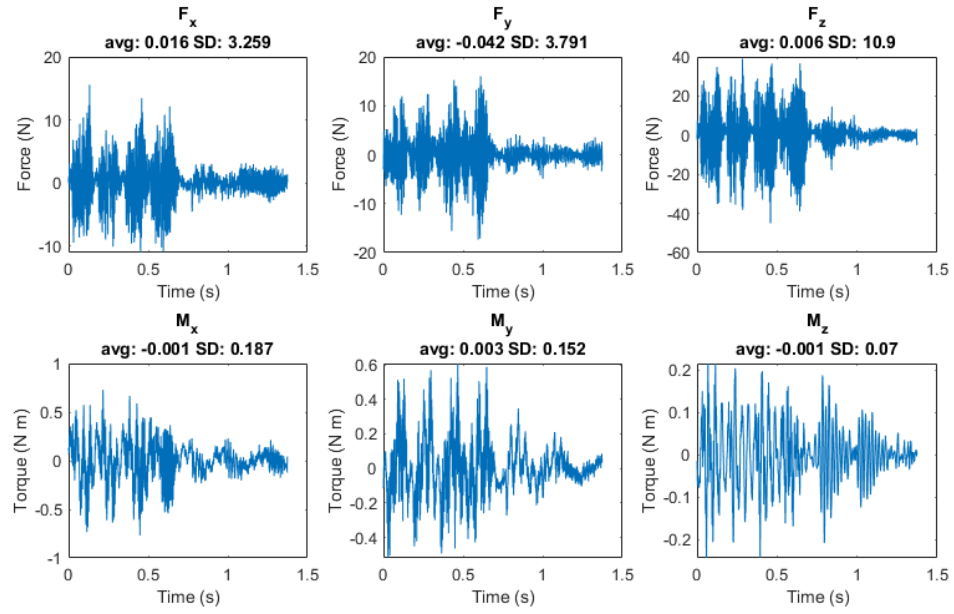 F_x
avg: 0.016 SD: 3.259
20
10
0
-10
Force (N)
0 0.5 1 1.5
Time (s)
F_y
avg: -0.042 SD: 3.791
20
10
0
-10
-20
Force (N)
0 0.5 1 1.5
Time (s)
F_z
avg: 0.006 SD: 10.9
40
20
0
-20
-40
-60
Force (N)
0 0.5 1 1.5
Time (s)
M_x
avg: -0.001 SD: 0.187
1
0.5
0
-0.5
-1
Torque (N m)
0 0.5 1 1.5
Time (s)
M_y
avg: 0.003 SD: 0.152
0.6
0.4
0.2
0
-0.2
-0.4
Torque (N m)
0 0.5 1 1.5
Time (s)
M_z
avg: -0.001 SD: 0.07
0.2
0.1
0
-0.1
-0.2
Torque (N m)
0 0.5 1 1.5
Time (s)